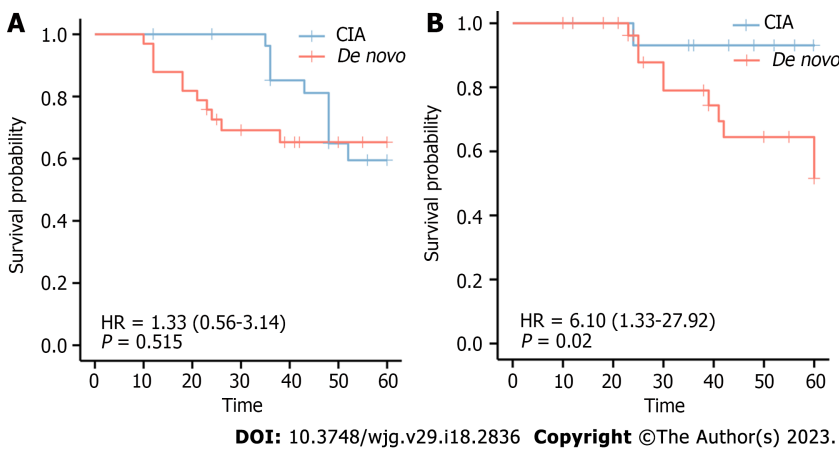 A
CIA
De novo
Survival probability
1.0
0.8
0.6
0.4
0.2
0.0
HR = 1.33 (0.56-3.14)
P = 0.515
0 10 20 30 40 50 60
Time
B
CIA
De novo
Survival probability
1.0
0.8
0.6
0.4
0.2
0.0
HR = 6.10 (1.33-27.92)
P = 0.02
0 10 20 30 40 50 60
Time
DOI: 10.3748/wjg.v29.i18.2836 Copyright ©The Author(s) 2023.